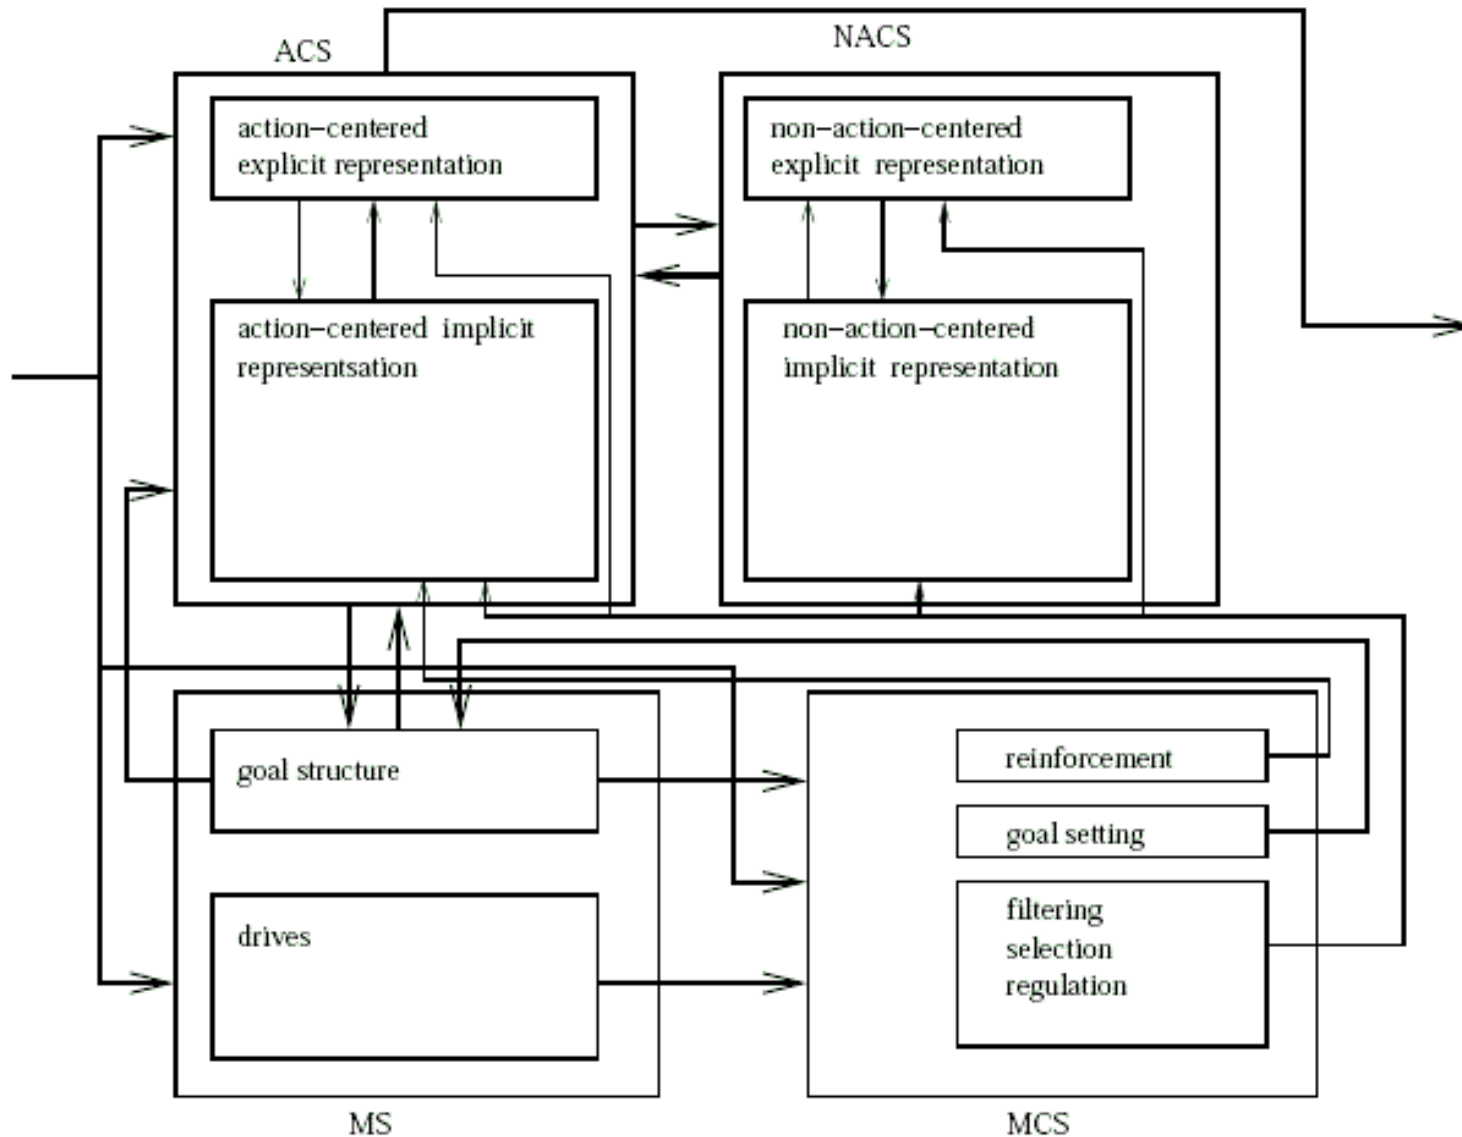 ACS
NACS
action−centered
explicit representation
non−action−centered
explicit representation
action−centered implicit
representsation
non−action−centered
implicit representation
goal structure
drives
reinforcement
goal setting
filtering
selection
regulation
MS
MCS